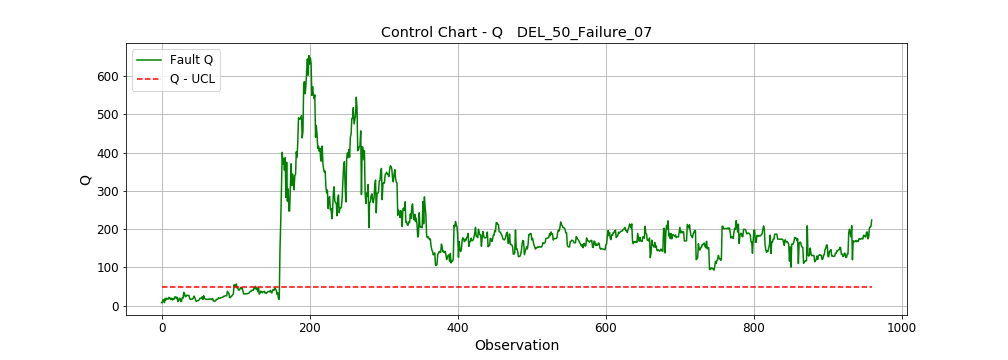 Control Chart - Q   DEL_50_Failure_07
Fault Q
Q - UCL
Q
600
500
400
300
200
100
0
0 200 400 600 800 1000
Observation